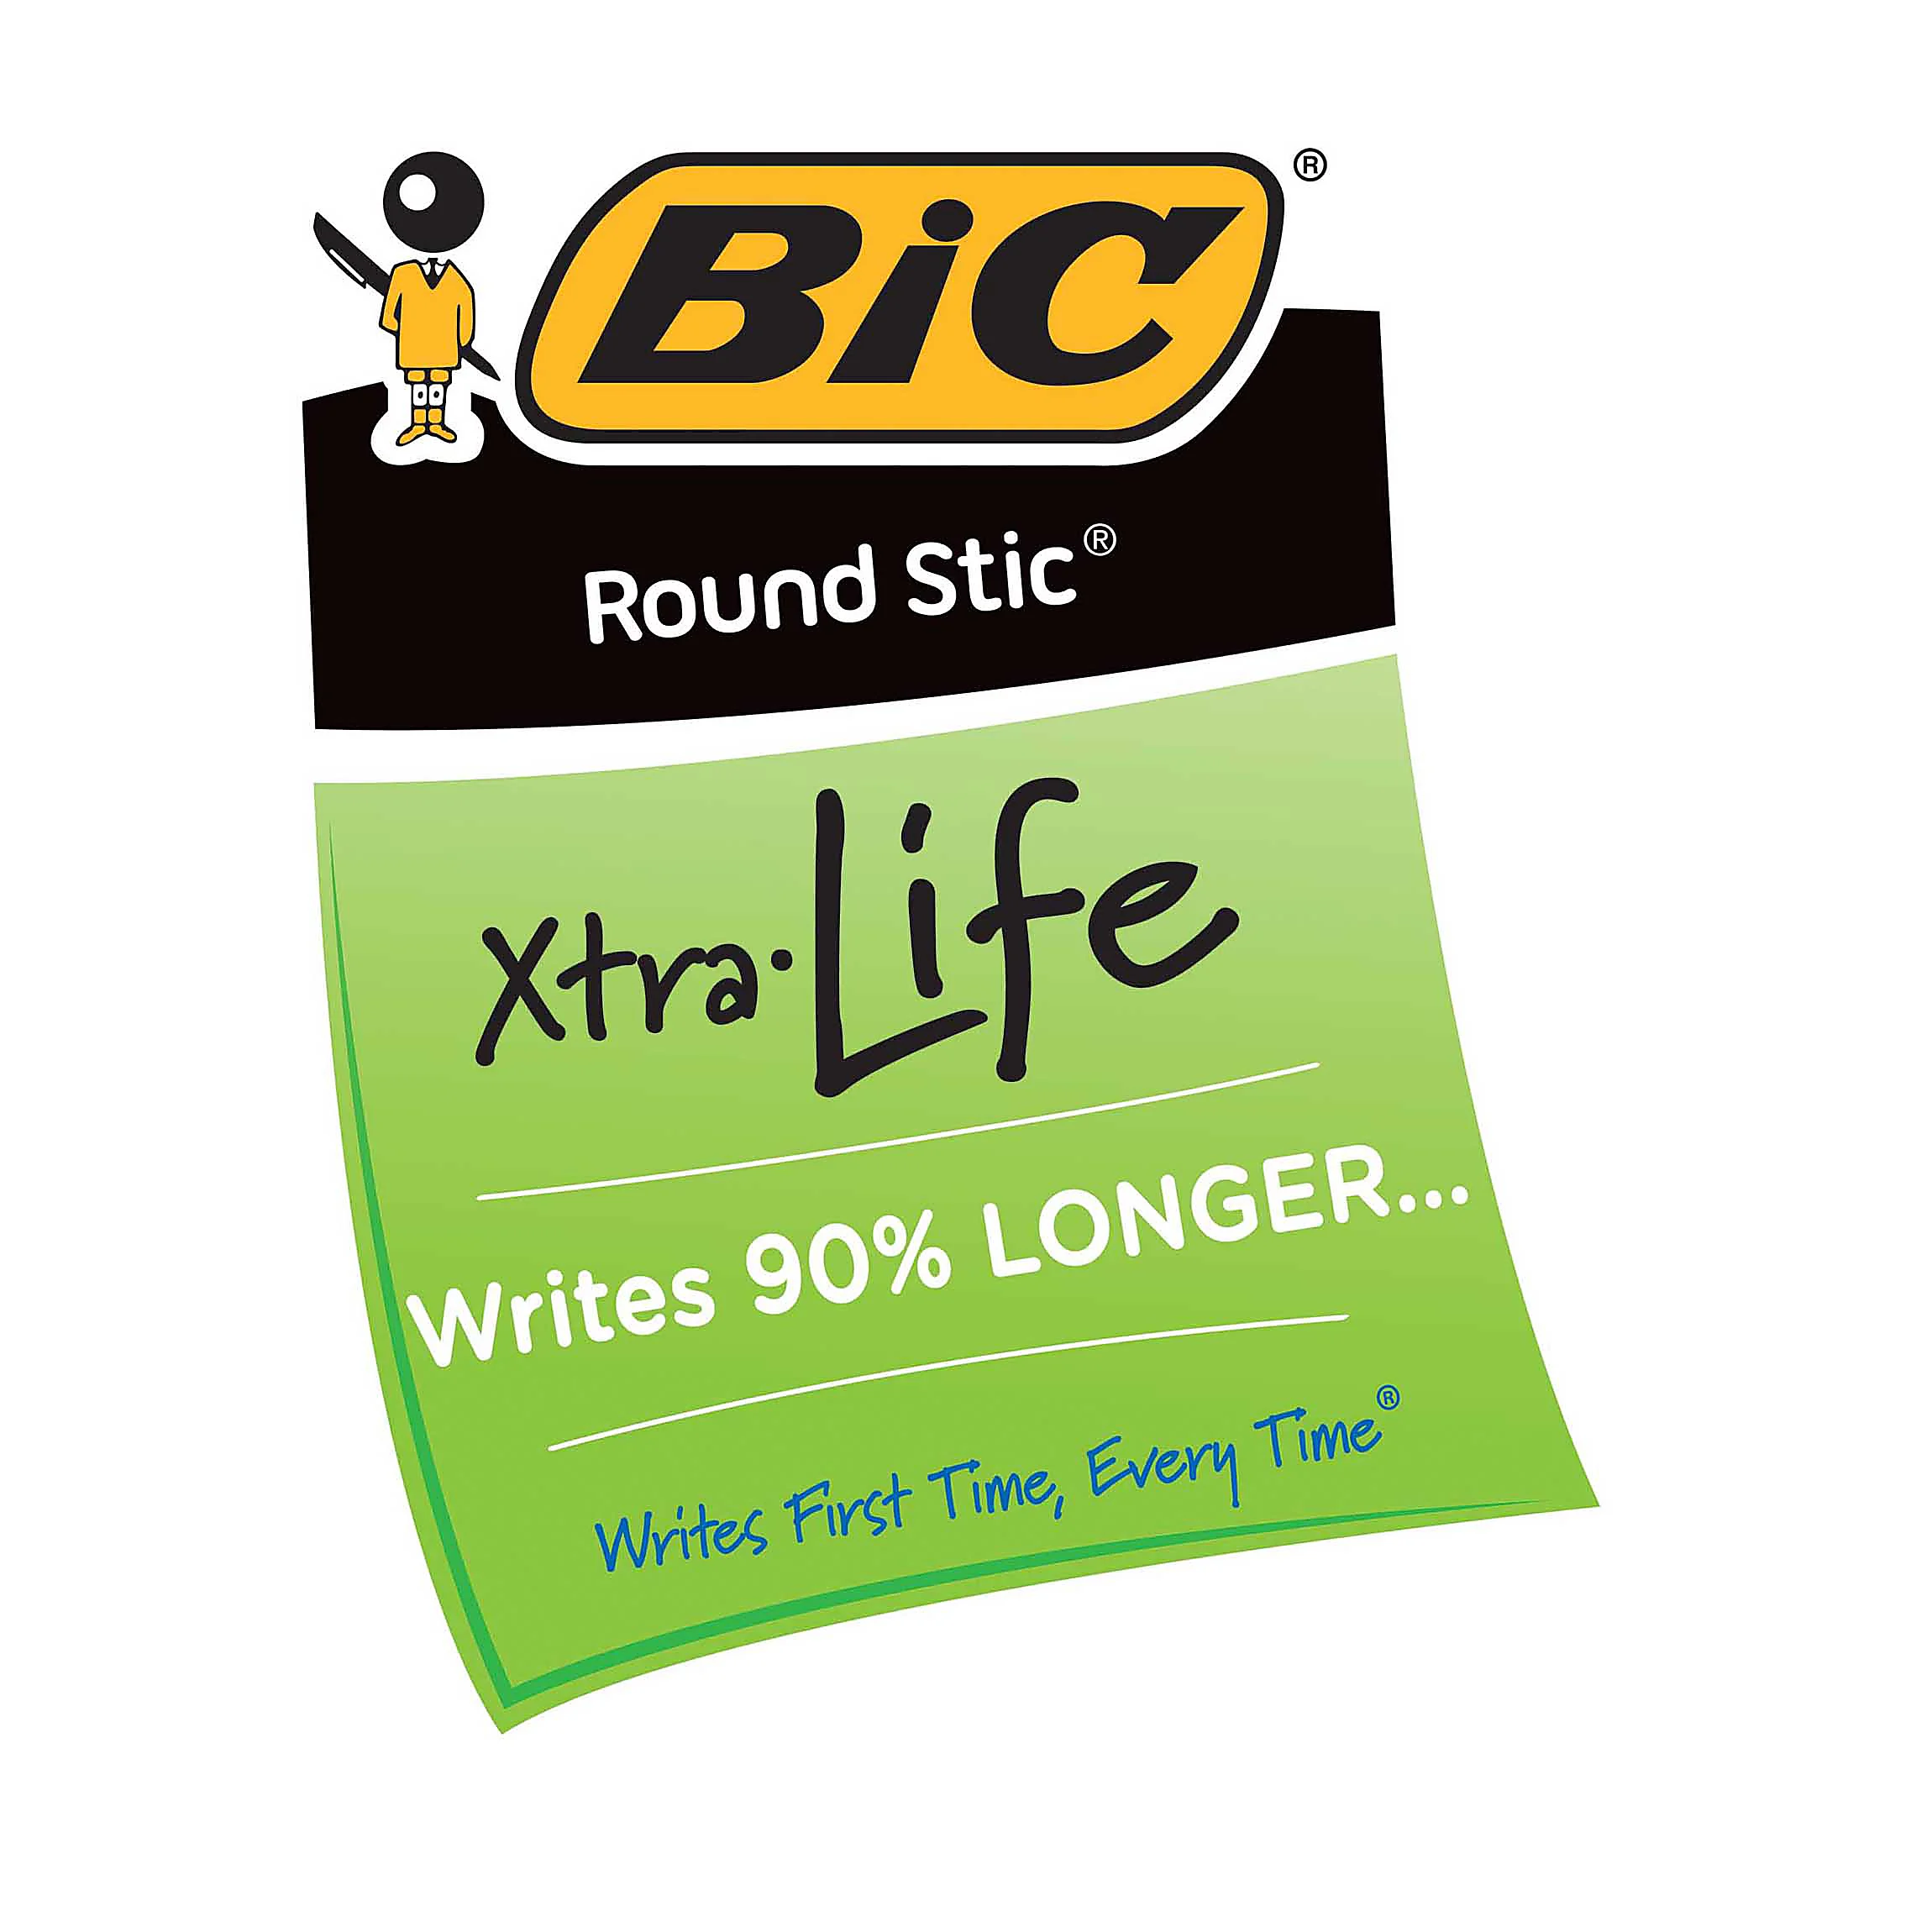 BiC®
Round Stic®
Xtra·Life
Writes 90% LONGER...
Writes First Time, Every Time®